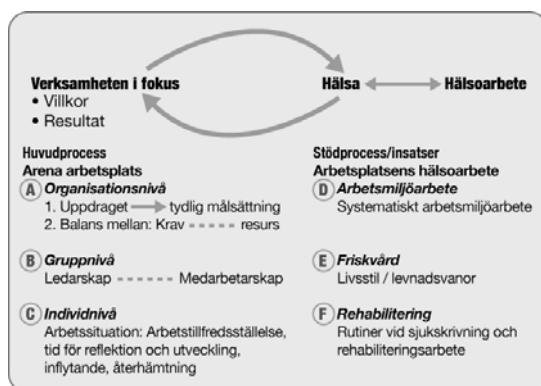 Verksamheten i fokus
• Villkor
• Resultat
Hälsa
Hälsoarbete
Huvudprocess
Arena arbetsplats
A Organisationsnivå
1. Uppdraget tydlig målsättning
2. Balans mellan: Krav ----- resurs
B Gruppnivå
Ledarskap ------ Medarbetarskap
C Individnivå
Arbetssituation: Arbetstillfredsställelse,
tid för reflektion och utveckling,
inflytande, återhämtning
Stödprocess/insatser
Arbetsplatsens hälsoarbete
D Arbetsmiljöarbete
Systematiskt arbetsmiljöarbete
E Friskvård
Livsstil / levnadsvanor
F Rehabilitering
Rutiner vid sjukskrivning och
rehabiliteringsarbete